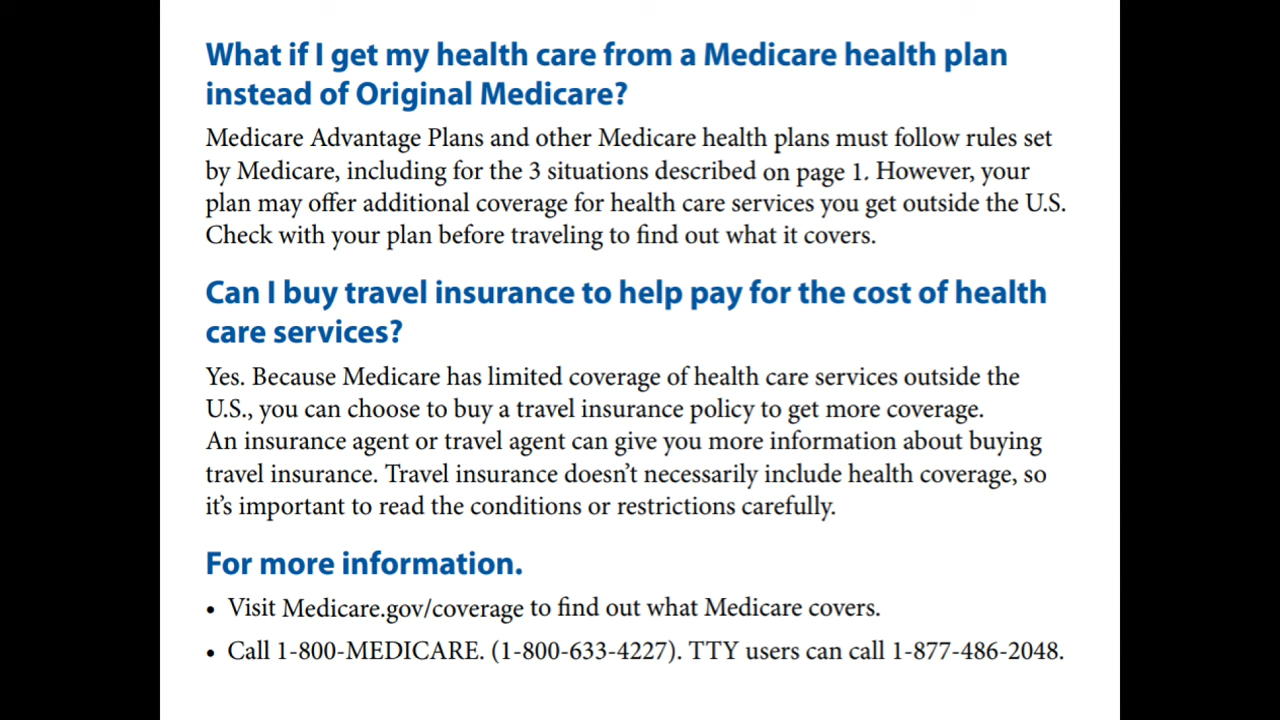 What if I get my health care from a Medicare health plan
instead of Original Medicare?
Medicare Advantage Plans and other Medicare health plans must follow rules set
by Medicare, including for the 3 situations described on page 1. However, your
plan may offer additional coverage for health care services you get outside the U.S.
Check with your plan before traveling to find out what it covers.
Can I buy travel insurance to help pay for the cost of health
care services?
Yes. Because Medicare has limited coverage of health care services outside the
U.S., you can choose to buy a travel insurance policy to get more coverage.
An insurance agent or travel agent can give you more information about buying
travel insurance. Travel insurance doesn’t necessarily include health coverage, so
it’s important to read the conditions or restrictions carefully.
For more information.
• Visit Medicare.gov/coverage to find out what Medicare covers.
• Call 1-800-MEDICARE. (1-800-633-4227). TTY users can call 1-877-486-2048.